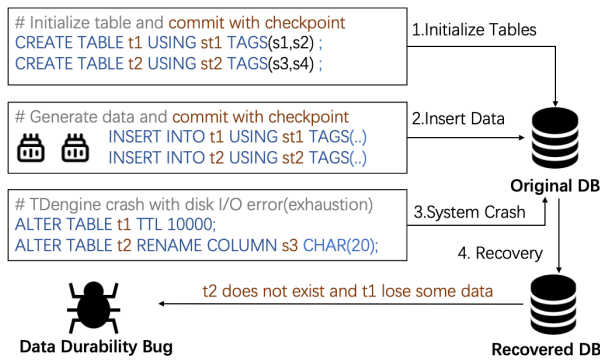 # Initialize table and commit with checkpoint
CREATE TABLE t1 USING st1 TAGS(s1,s2) ;
CREATE TABLE t2 USING st2 TAGS(s3,s4) ;
1.Initialize Tables
# Generate data and commit with checkpoint
INSERT INTO t1 USING st1 TAGS(..)
INSERT INTO t2 USING st2 TAGS(..)
2.Insert Data
Original DB
# TDengine crash with disk I/O error(exhaustion)
ALTER TABLE t1 TTL 10000;
ALTER TABLE t2 RENAME COLUMN s3 CHAR(20);
3.System Crash
4. Recovery
t2 does not exist and t1 lose some data
Data Durability Bug
Recovered DB